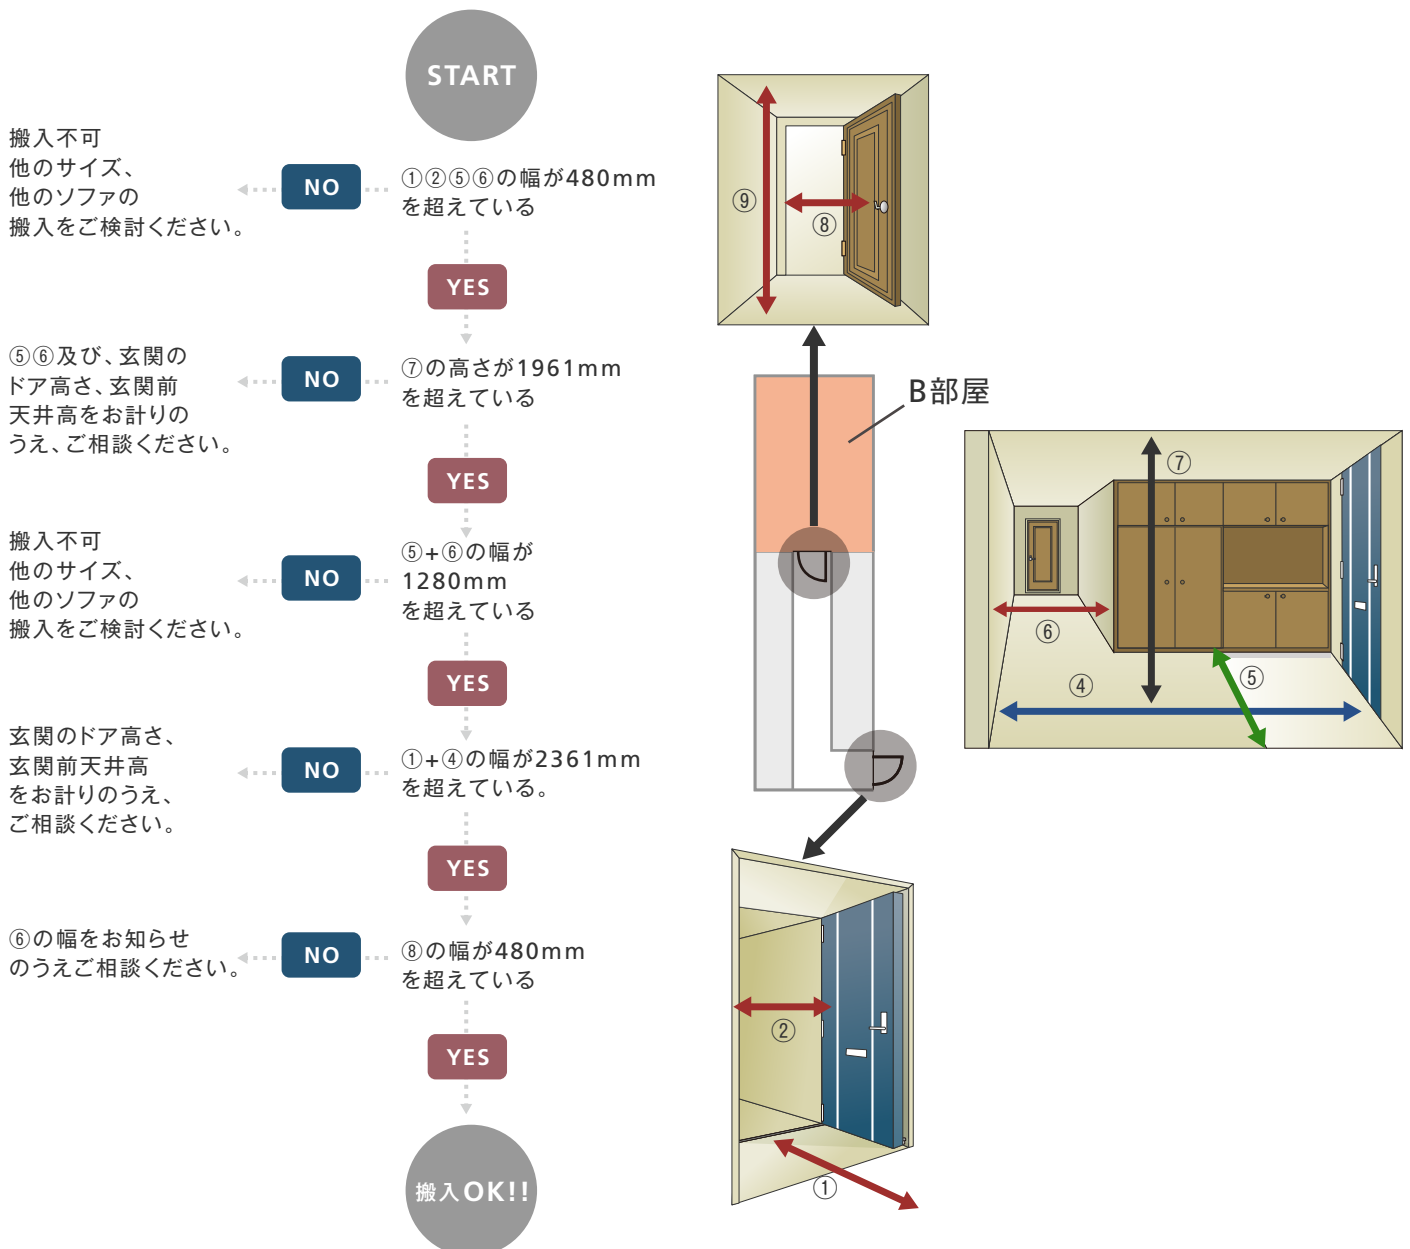 START
搬入不可
他のサイズ、
他のソファの
搬入をご検討ください。
NO
①②⑤⑥の幅が480mm
を超えている
YES
⑤⑥及び、玄関の
ドア高さ、玄関前
天井高をお計りの
うえ、ご相談ください。
NO
⑦の高さが1961mm
を超えている
YES
搬入不可
他のサイズ、
他のソファの
搬入をご検討ください。
NO
⑤+⑥の幅が
1280mm
を超えている
YES
玄関のドア高さ、
玄関前天井高
をお計りのうえ、
ご相談ください。
NO
①+④の幅が2361mm
を超えている。
YES
⑥の幅をお知らせ
のうえご相談ください。
NO
⑧の幅が480mm
を超えている
YES
搬入OK!!
⑨
⑧
B部屋
⑦
⑥
④
⑤
②
①